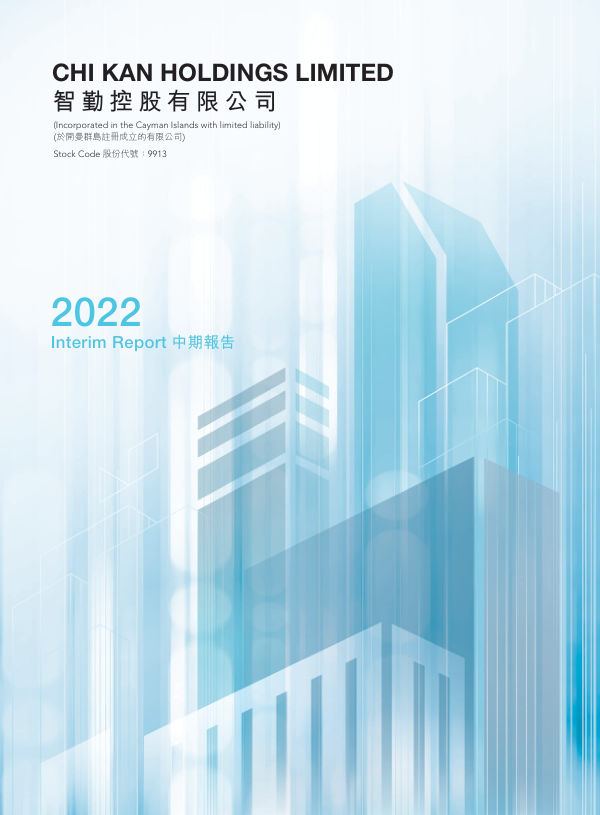 CHI KAN HOLDINGS LIMITED
智勤控股有限公司
(Incorporated in the Cayman Islands with limited liability)
(於開曼群島註冊成立的有限公司)
Stock Code 股份代號：9913
2022
Interim Report 中期報告